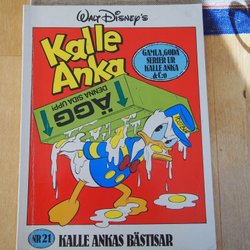 WALT DISNEY'S
Kalle
Anka
GAMLA, GODA
SERIER UR
KALLE ANKA
& C:o
ÄGG
DENNA SIDA UPP!
NR 21
KALLE ANKAS BÄSTISAR